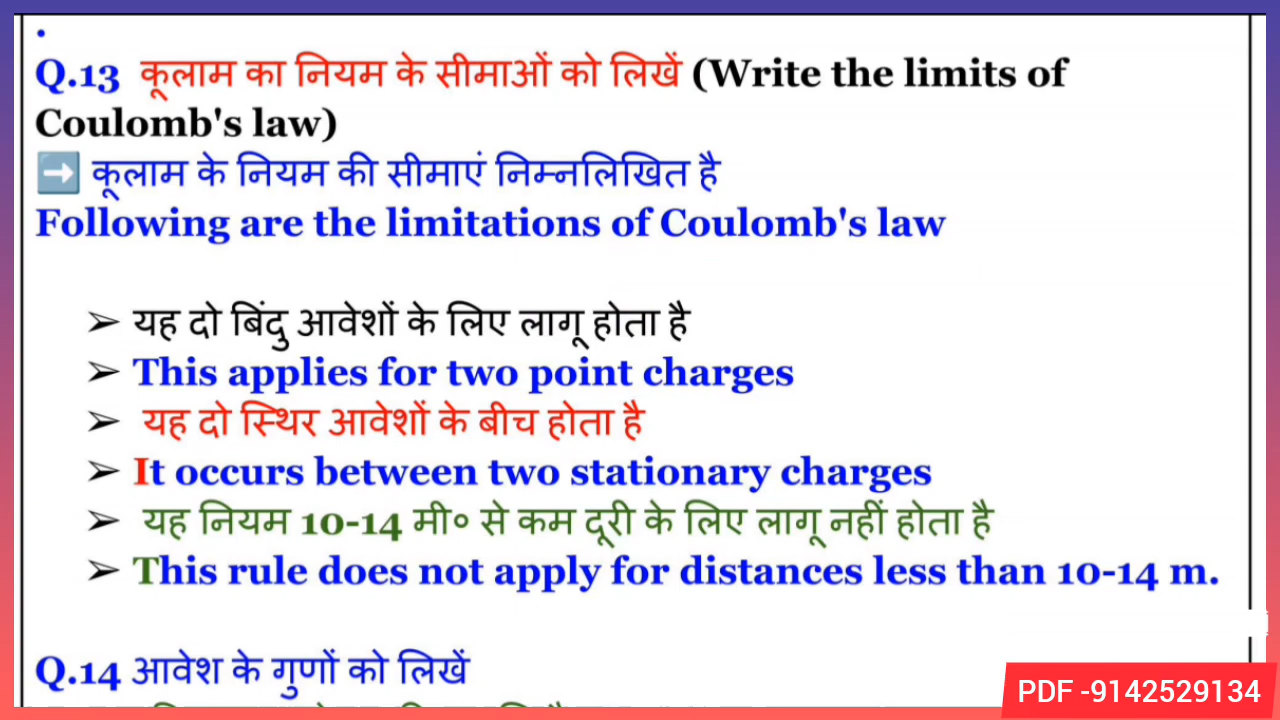 Q.13 कूलाम का नियम के सीमाओं को लिखें (Write the limits of
Coulomb's law)
➡ कूलाम के नियम की सीमाएं निम्नलिखित है
Following are the limitations of Coulomb's law
➢ यह दो बिंदु आवेशों के लिए लागू होता है
➢ This applies for two point charges
➢ यह दो स्थिर आवेशों के बीच होता है
➢ It occurs between two stationary charges
➢ यह नियम 10-14 मी० से कम दूरी के लिए लागू नहीं होता है
➢ This rule does not apply for distances less than 10-14 m.
Q.14 आवेश के गुणों को लिखें
PDF -9142529134